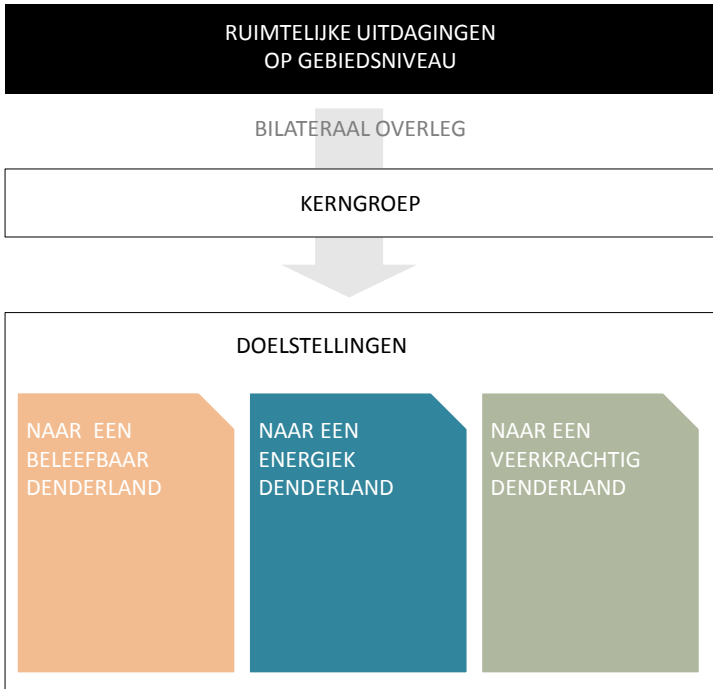 RUIMTELIJKE UITDAGINGEN
OP GEBIEDSNIVEAU
BILATERAAL OVERLEG
KERNGROEP
DOELSTELLINGEN
NAAR EEN
BELEEFBAAR
DENDERLAND
NAAR EEN
ENERGIEK
DENDERLAND
NAAR EEN
VEERKRACHTIG
DENDERLAND